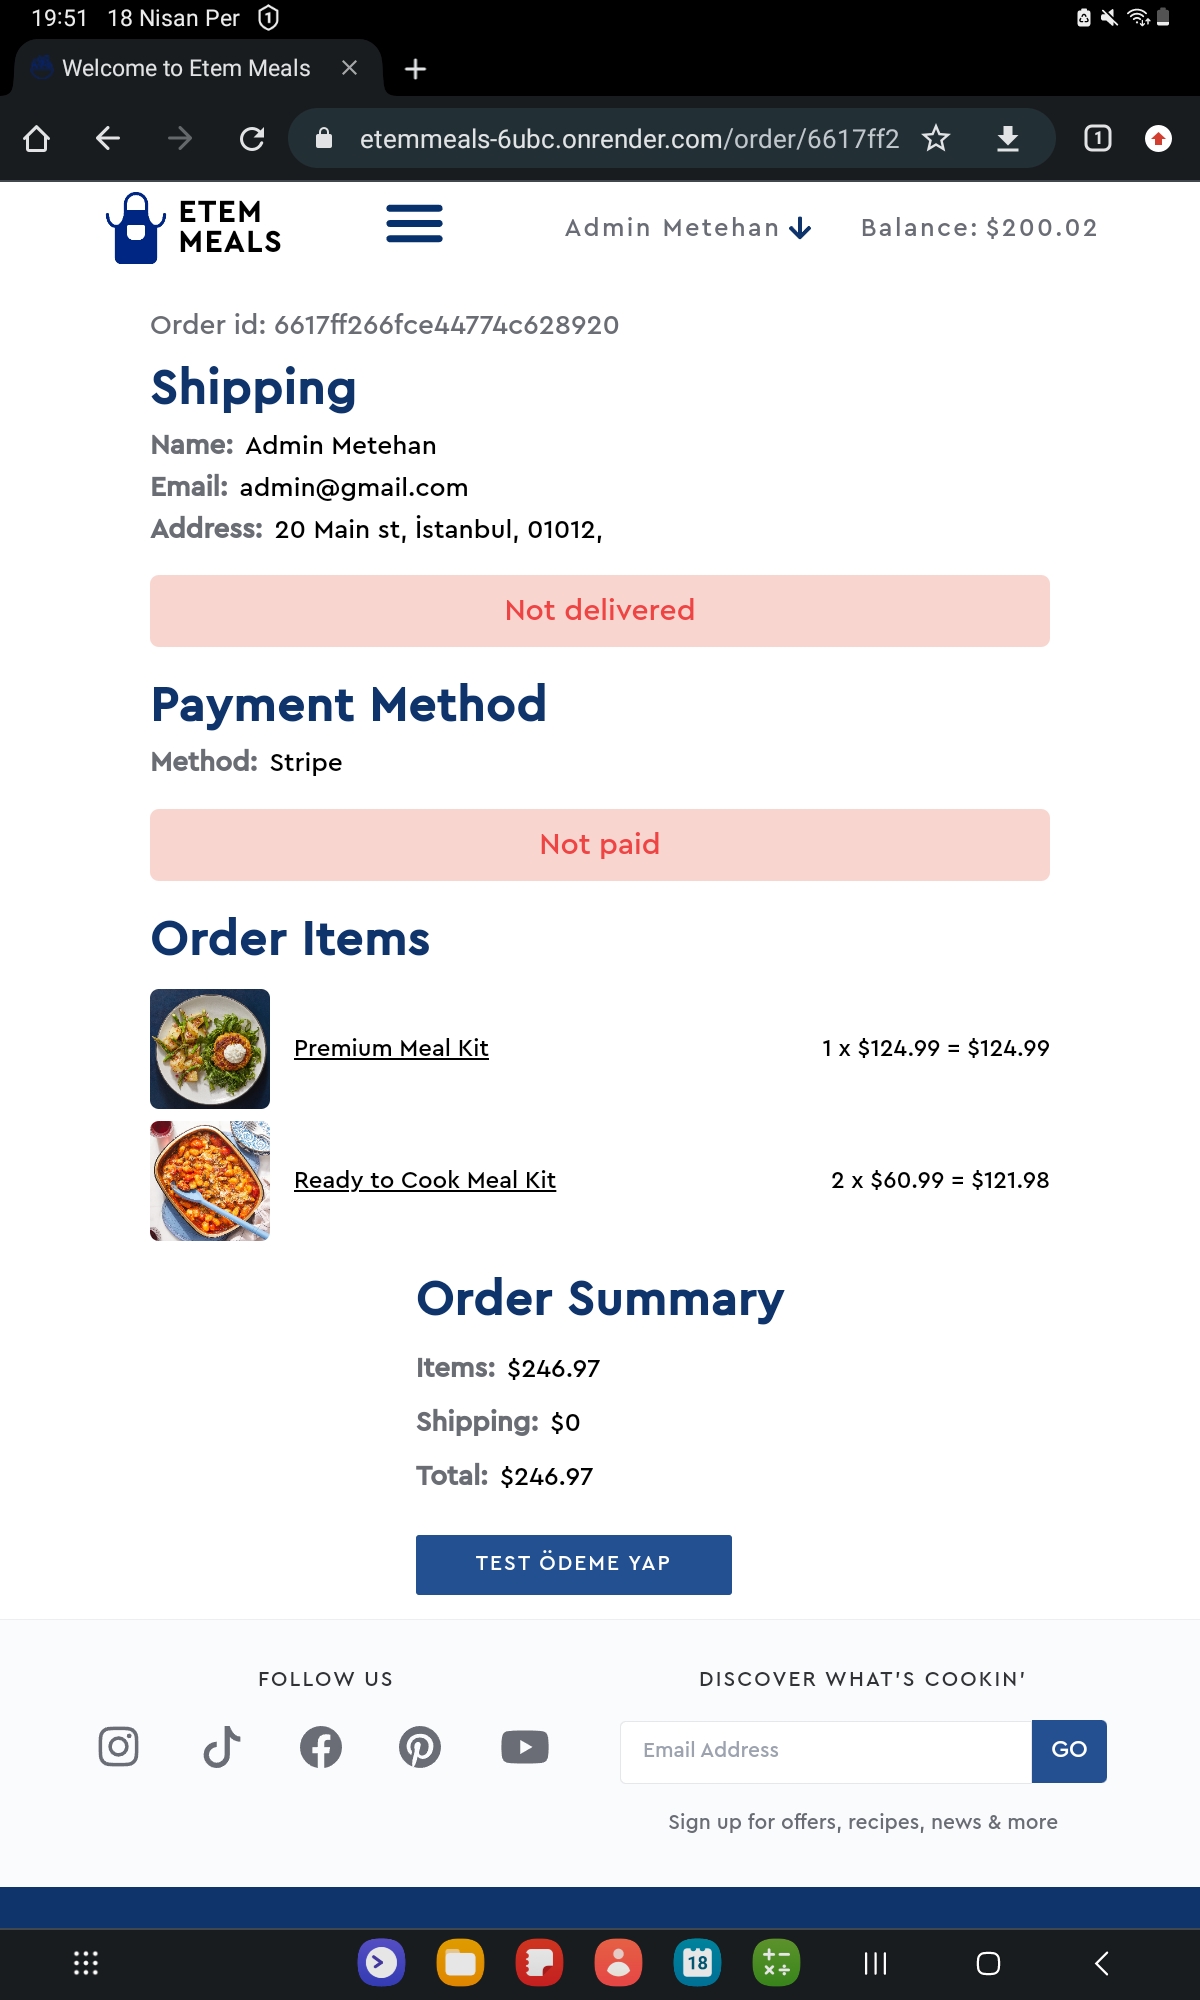 19:51 18 Nisan Per
Welcome to Etem Meals
etemmeals-6ubc.onrender.com/order/6617ff2
1
ETEM
MEALS
Admin Metehan
Balance: $200.02
Order id: 6617ff266fce44774c628920
Shipping
Name: Admin Metehan
Email: admin@gmail.com
Address: 20 Main st, İstanbul, 01012,
Not delivered
Payment Method
Method: Stripe
Not paid
Order Items
Premium Meal Kit 1 x $124.99 = $124.99
Ready to Cook Meal Kit 2 x $60.99 = $121.98
Order Summary
Items: $246.97
Shipping: $0
Total: $246.97
TEST ÖDEME YAP
FOLLOW US
DISCOVER WHAT'S COOKIN'
Email Address
GO
Sign up for offers, recipes, news & more
18